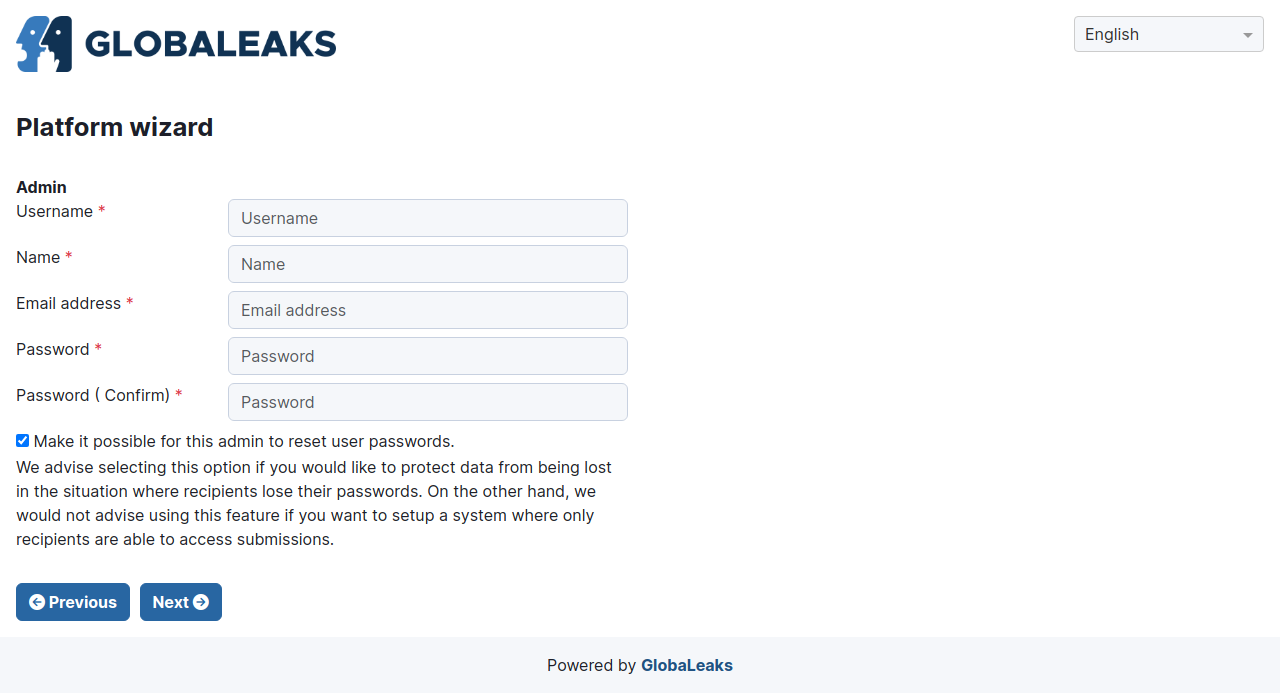 GLOBALEAKS
English
Platform wizard
Admin
Username *
Username
Name *
Name
Email address *
Email address
Password *
Password
Password ( Confirm) *
Password
Make it possible for this admin to reset user passwords.
We advise selecting this option if you would like to protect data from being lost
in the situation where recipients lose their passwords. On the other hand, we
would not advise using this feature if you want to setup a system where only
recipients are able to access submissions.
Previous
Next
Powered by GlobaLeaks